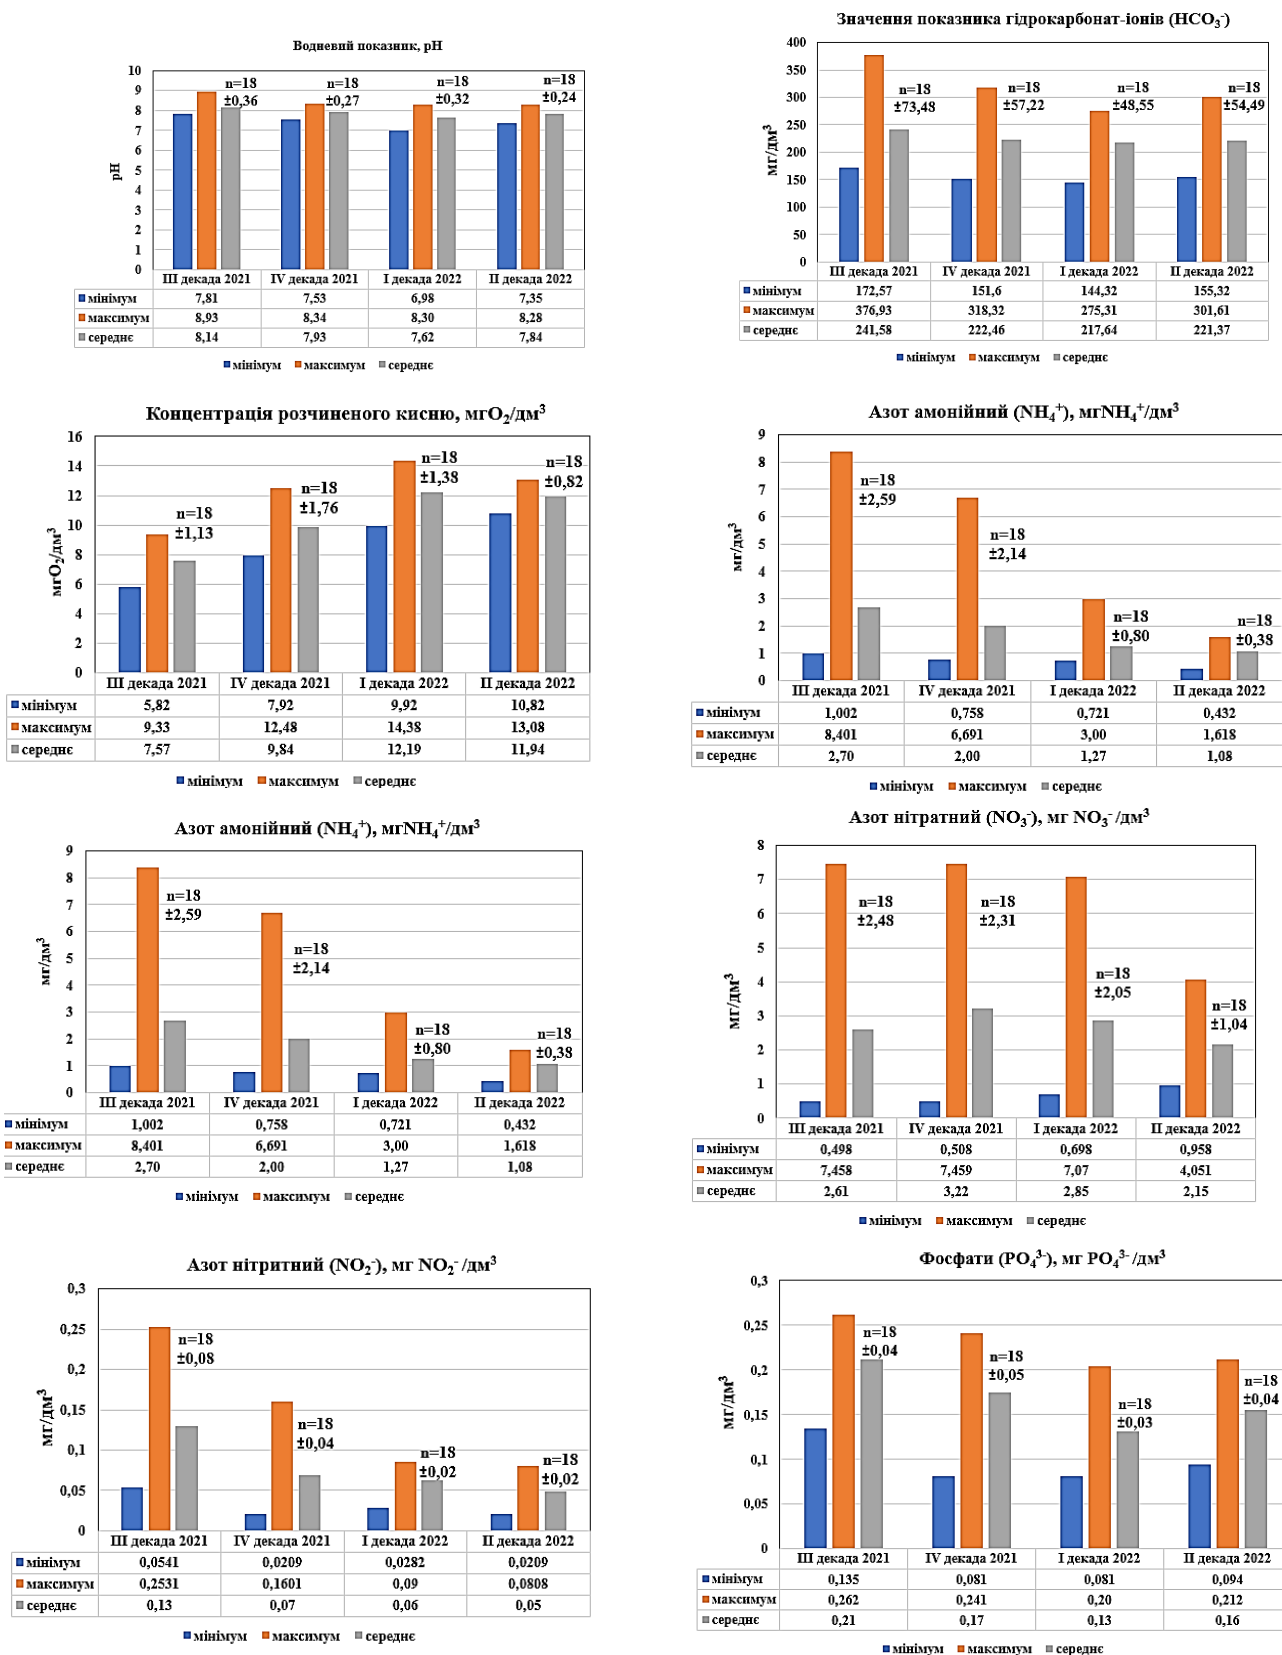 Водневий показник, pH
pH
10
9
8
7
6
5
4
3
2
1
0
n=18
±0,36
n=18
±0,27
n=18
±0,32
n=18
±0,24
III декада 2021 IV декада 2021 I декада 2022 II декада 2022
мінімум 7,81 7,53 6,98 7,35
максимум 8,93 8,34 8,30 8,28
середнє 8,14 7,93 7,62 7,84
мінімум максимум середнє
Значення показника гідрокарбонат-іонів (HCO₃⁻)
мг/дм³
400
350
300
250
200
150
100
50
0
n=18
±73,48
n=18
±57,22
n=18
±48,55
n=18
±54,49
III декада 2021 IV декада 2021 I декада 2022 II декада 2022
мінімум 172,57 151,6 144,32 155,32
максимум 376,93 318,32 275,31 301,61
середнє 241,58 222,46 217,64 221,37
мінімум максимум середнє
Концентрація розчиненого кисню, мгO₂/дм³
мгO₂/дм³
16
14
12
10
8
6
4
2
0
n=18
±1,13
n=18
±1,76
n=18
±1,38
n=18
±0,82
III декада 2021 IV декада 2021 I декада 2022 II декада 2022
мінімум 5,82 7,92 9,92 10,82
максимум 9,33 12,48 14,38 13,08
середнє 7,57 9,84 12,19 11,94
мінімум максимум середнє
Азот амонійний (NH₄⁺), мгNH₄⁺/дм³
мг/дм³
9
8
7
6
5
4
3
2
1
0
n=18
±2,59
n=18
±2,14
n=18
±0,80
n=18
±0,38
III декада 2021 IV декада 2021 I декада 2022 II декада 2022
мінімум 1,002 0,758 0,721 0,432
максимум 8,401 6,691 3,00 1,618
середнє 2,70 2,00 1,27 1,08
мінімум максимум середнє
Азот амонійний (NH₄⁺), мгNH₄⁺/дм³
мг/дм³
9
8
7
6
5
4
3
2
1
0
n=18
±2,59
n=18
±2,14
n=18
±0,80
n=18
±0,38
III декада 2021 IV декада 2021 I декада 2022 II декада 2022
мінімум 1,002 0,758 0,721 0,432
максимум 8,401 6,691 3,00 1,618
середнє 2,70 2,00 1,27 1,08
мінімум максимум середнє
Азот нітратний (NO₃⁻), мг NO₃⁻/дм³
мг/дм³
8
7
6
5
4
3
2
1
0
n=18
±2,48
n=18
±2,31
n=18
±2,05
n=18
±1,04
III декада 2021 IV декада 2021 I декада 2022 II декада 2022
мінімум 0,498 0,508 0,698 0,958
максимум 7,458 7,459 7,07 4,051
середнє 2,61 3,22 2,85 2,15
мінімум максимум середнє
Азот нітритний (NO₂⁻), мг NO₂⁻/дм³
мг/дм³
0,3
0,25
0,2
0,15
0,1
0,05
0
n=18
±0,08
n=18
±0,04
n=18
±0,02
n=18
±0,02
III декада 2021 IV декада 2021 I декада 2022 II декада 2022
мінімум 0,0541 0,0209 0,0282 0,0209
максимум 0,2531 0,1601 0,09 0,0808
середнє 0,13 0,07 0,06 0,05
мінімум максимум середнє
Фосфати (PO₄³⁻), мг PO₄³⁻/дм³
мг/дм³
0,3
0,25
0,2
0,15
0,1
0,05
0
n=18
±0,04
n=18
±0,05
n=18
±0,03
n=18
±0,04
III декада 2021 IV декада 2021 I декада 2022 II декада 2022
мінімум 0,135 0,081 0,081 0,094
максимум 0,262 0,241 0,20 0,212
середнє 0,21 0,17 0,13 0,16
мінімум максимум середнє